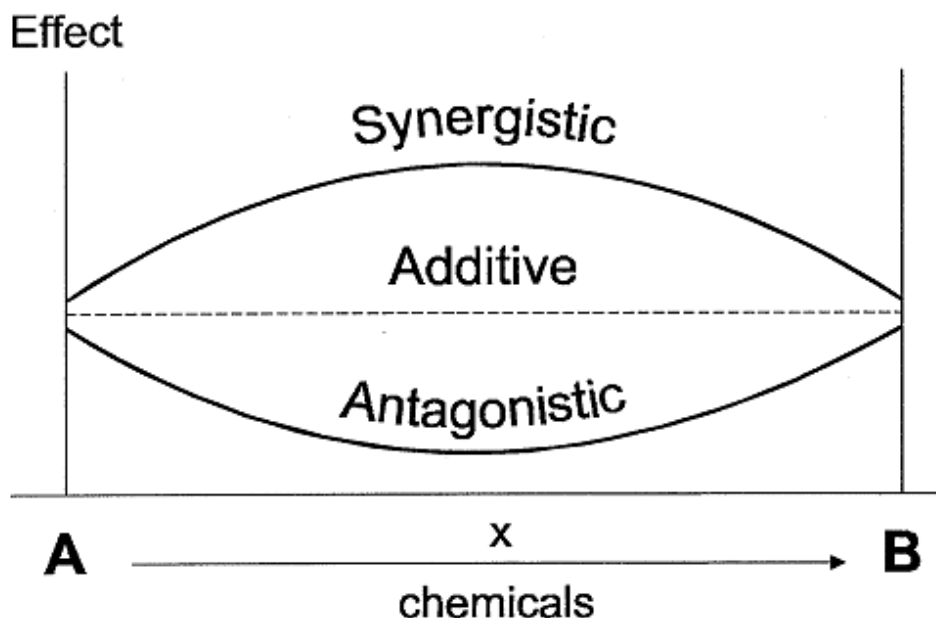 Effect
Synergistic
Additive
Antagonistic
x
A B
chemicals